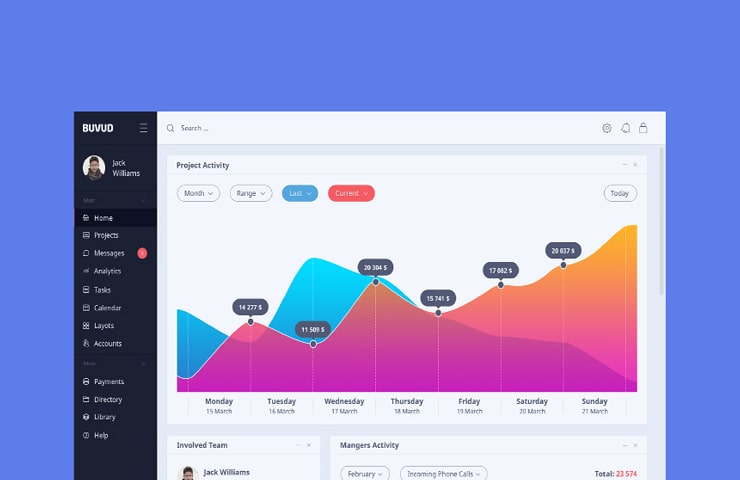 BUVUD
Search ...
Jack
Williams
Main
Home
Projects
Messages
Analytics
Tasks
Calendar
Layots
Accounts
More
Payments
Directory
Library
Help
Project Activity
Month
Range
Last
Current
Today
14 277 $
11 509 $
20 304 $
15 741 $
17 082 $
20 037 $
Monday Tuesday Wednesday Thursday Friday Saturday Sunday
15 March 16 March 17 March 18 March 19 March 20 March 21 March
Involved Team
Jack Williams
Mangers Activity
February
Incoming Phone Calls
Total: 23 574